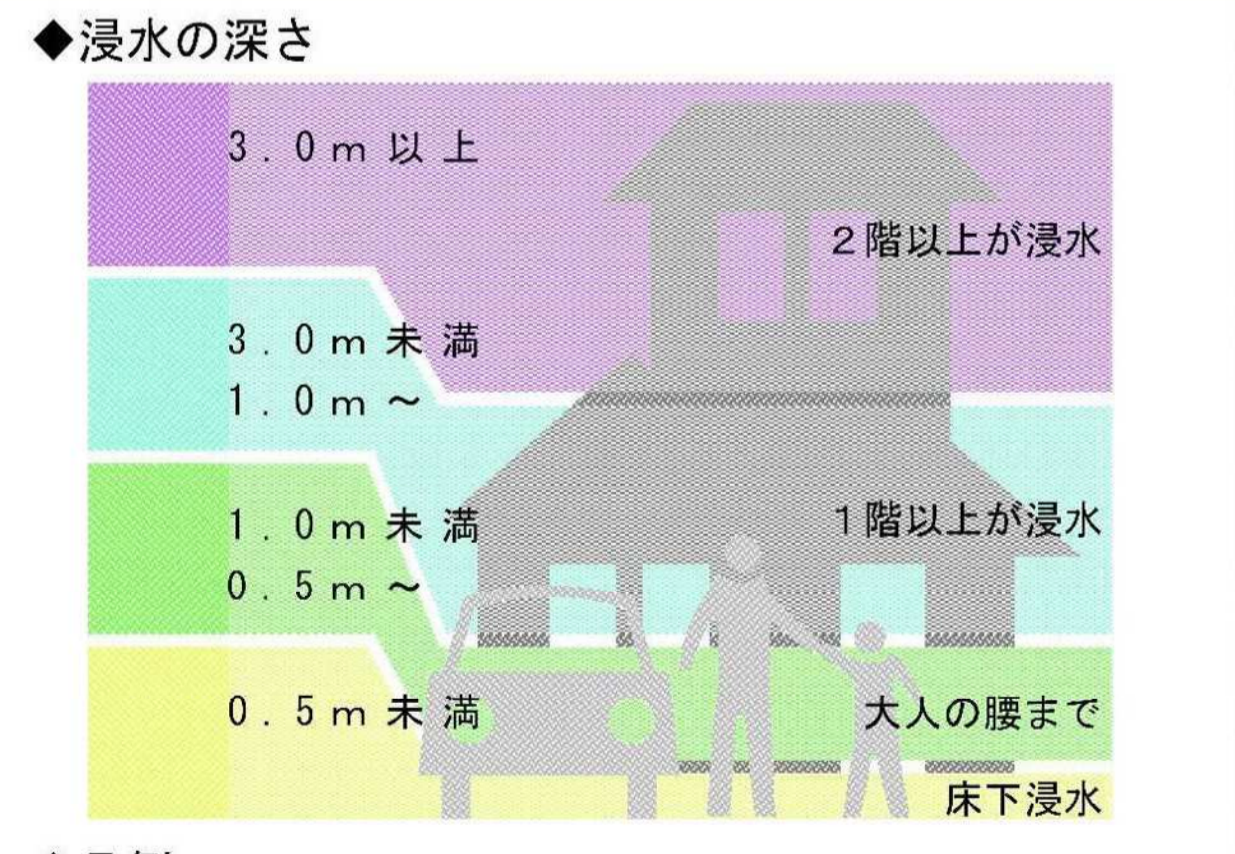 ◆浸水の深さ
3.0m以上
2階以上が浸水
3.0m未満
1.0m~
1.0m未満
1階以上が浸水
0.5m~
0.5m未満
大人の腰まで
床下浸水